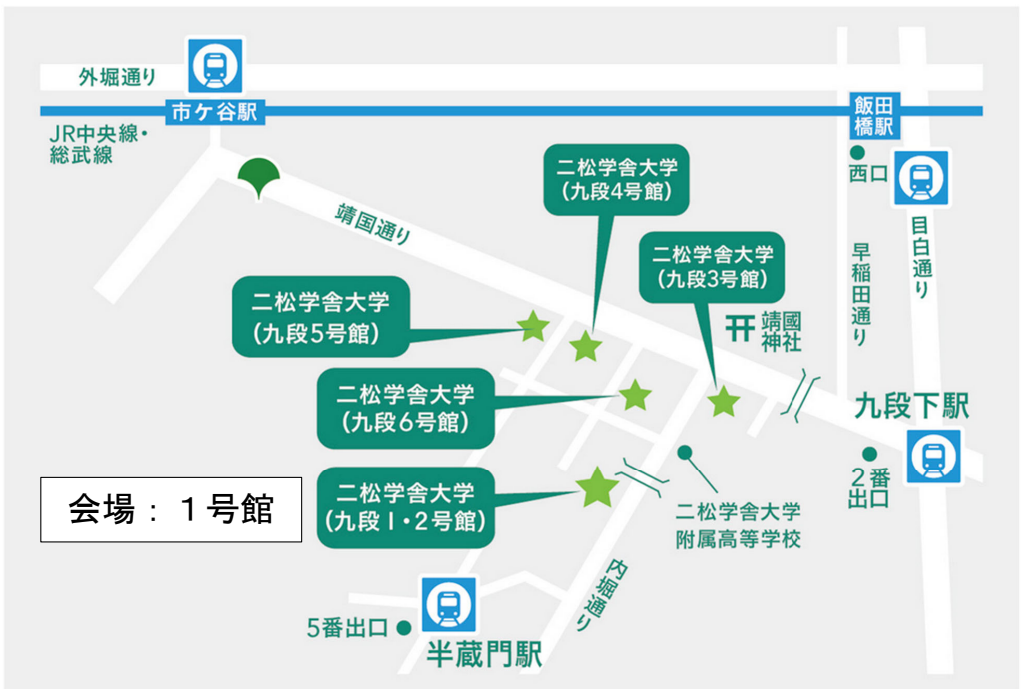 外堀通り
市ケ谷駅
JR中央線・
総武線
飯田
橋駅
西口
目白通り
早稲田通り
靖国通り
二松学舎大学
(九段4号館)
二松学舎大学
(九段3号館)
二松学舎大学
(九段5号館)
靖國
神社
二松学舎大学
(九段6号館)
九段下駅
2番
出口
会場：１号館
二松学舎大学
(九段1・2号館)
二松学舎大学
附属高等学校
内堀通り
5番出口
半蔵門駅